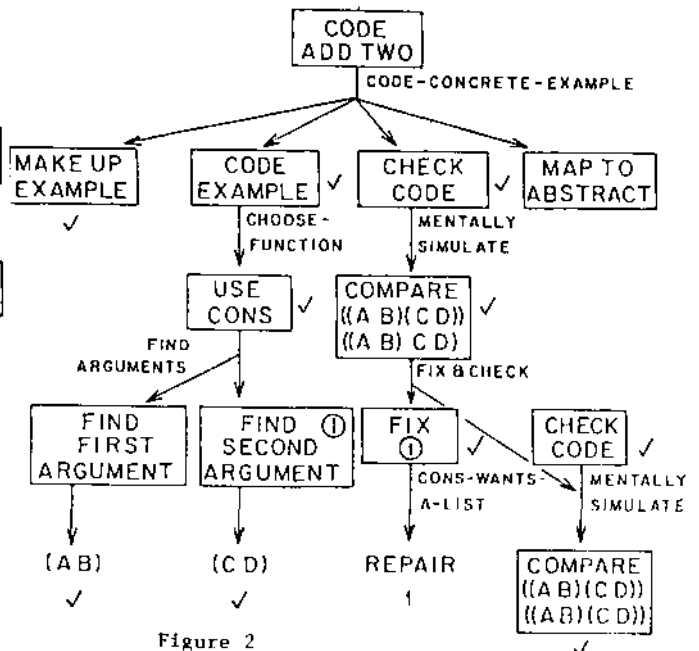 CODE
ADD TWO
CODE-CONCRETE-EXAMPLE
MAKE UP
EXAMPLE
✓
CODE
EXAMPLE
✓
CHECK
CODE
✓
MAP TO
ABSTRACT
CHOOSE-
FUNCTION
MENTALLY
SIMULATE
USE
CONS
✓
COMPARE
((A B)(C D))
((A B) C D)
✓
FIND
ARGUMENTS
FIX & CHECK
FIND
FIRST
ARGUMENT
FIND ①
SECOND
ARGUMENT
FIX
①
✓
CHECK
CODE
✓
CONS-WANTS-
A-LIST
MENTALLY
SIMULATE
(A B)
✓
(C D)
✓
REPAIR
1
COMPARE
((A B)(C D))
((A B)(C D))
✓
Figure 2